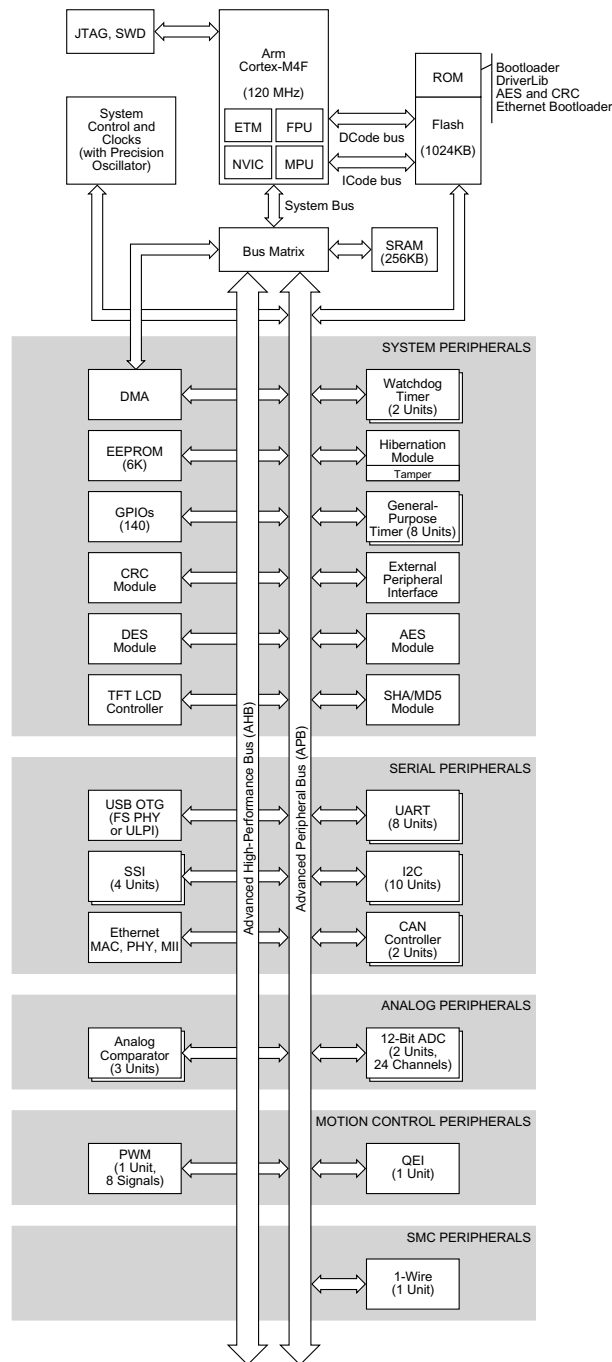 JTAG, SWD
Arm
Cortex-M4F
(120 MHz)
ETM
FPU
NVIC
MPU
ROM
Flash
(1024KB)
Bootloader
DriverLib
AES and CRC
Ethernet Bootloader
System
Control and
Clocks
(with Precision
Oscillator)
DCode bus
ICode bus
System Bus
Bus Matrix
SRAM
(256KB)
SYSTEM PERIPHERALS
DMA
Watchdog
Timer
(2 Units)
EEPROM
(6K)
Hibernation
Module
Tamper
GPIOs
(140)
General-
Purpose
Timer (8 Units)
CRC
Module
External
Peripheral
Interface
DES
Module
AES
Module
TFT LCD
Controller
SHA/MD5
Module
Advanced High-Performance Bus (AHB)
Advanced Peripheral Bus (APB)
SERIAL PERIPHERALS
USB OTG
(FS PHY
or ULPI)
UART
(8 Units)
SSI
(4 Units)
I2C
(10 Units)
Ethernet
MAC, PHY, MII
CAN
Controller
(2 Units)
ANALOG PERIPHERALS
Analog
Comparator
(3 Units)
12-Bit ADC
(2 Units,
24 Channels)
MOTION CONTROL PERIPHERALS
PWM
(1 Unit,
8 Signals)
QEI
(1 Unit)
SMC PERIPHERALS
1-Wire
(1 Unit)